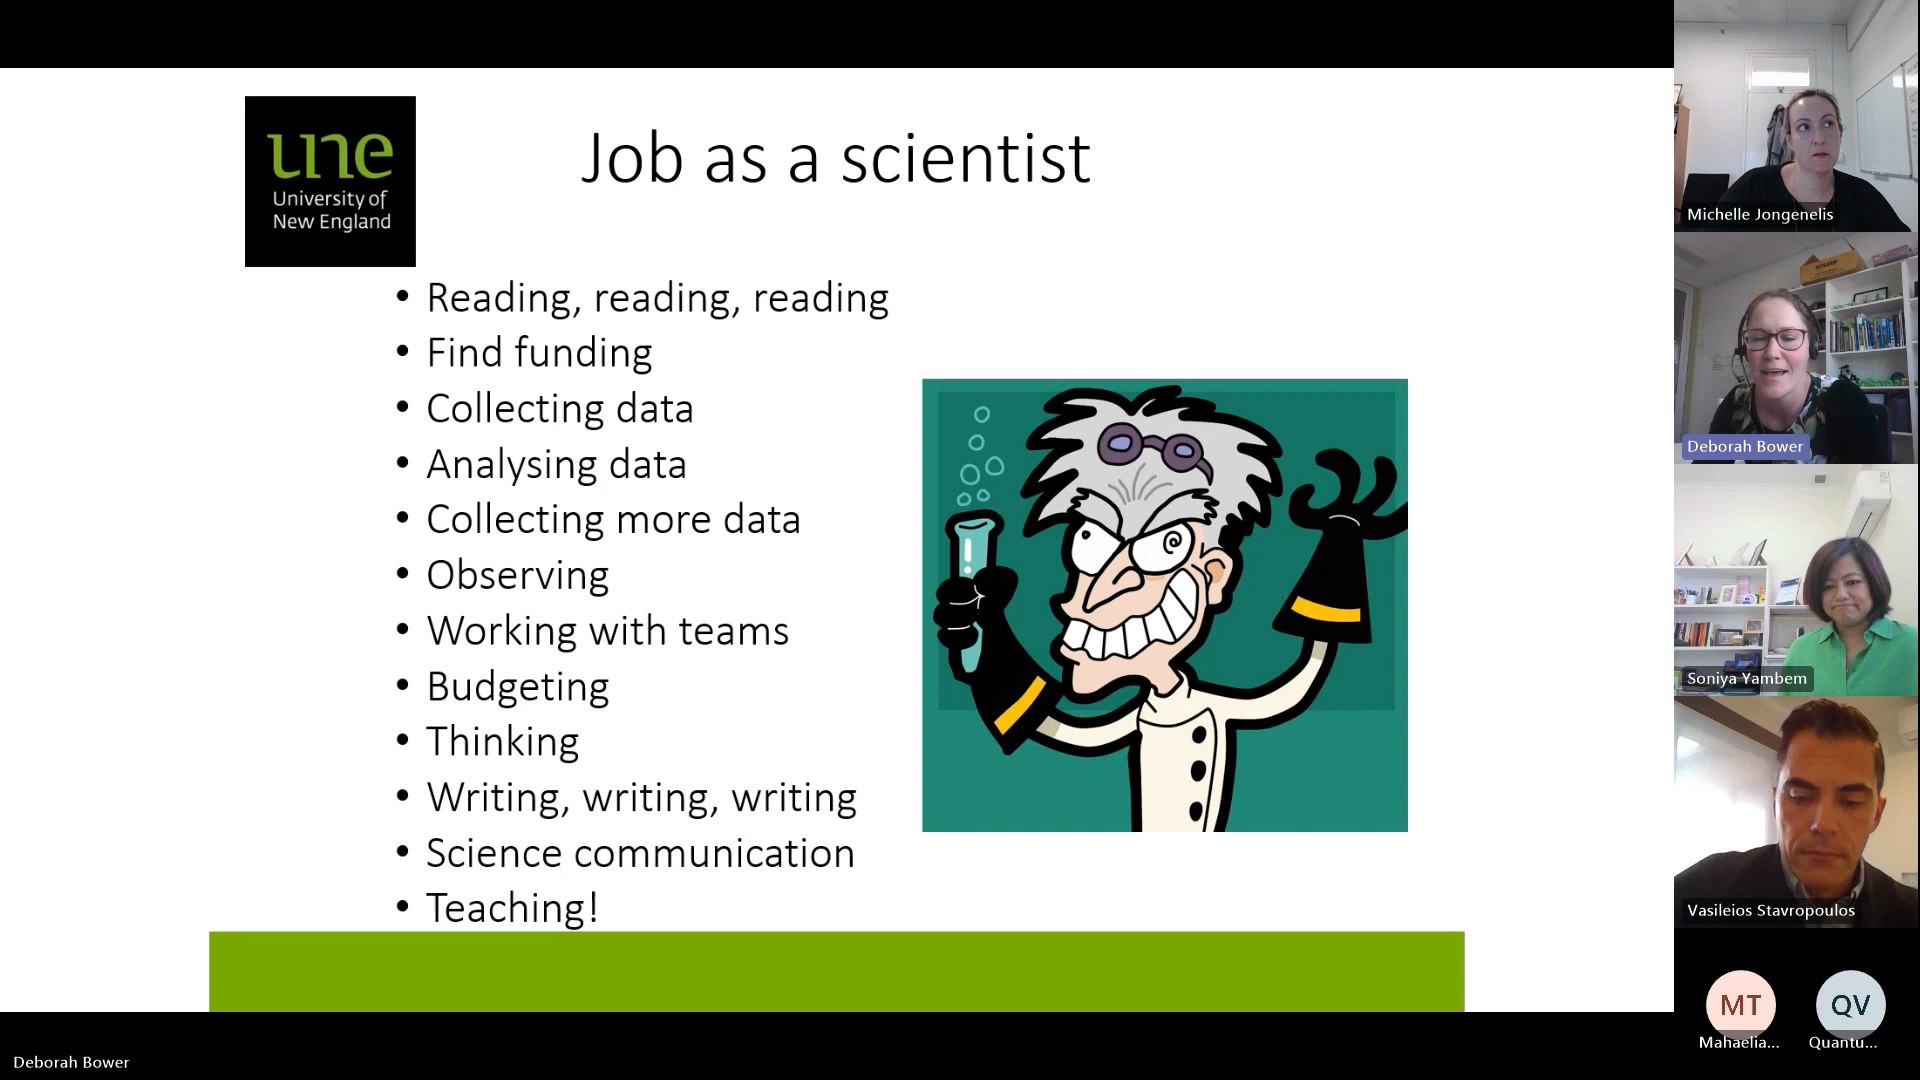 une
University of
New England
Job as a scientist
• Reading, reading, reading
• Find funding
• Collecting data
• Analysing data
• Collecting more data
• Observing
• Working with teams
• Budgeting
• Thinking
• Writing, writing, writing
• Science communication
• Teaching!
Michelle Jongenelis
Deborah Bower
Soniya Yambem
Vasileios Stavropoulos
MT
Mahaelia...
QV
Quantu...
Deborah Bower